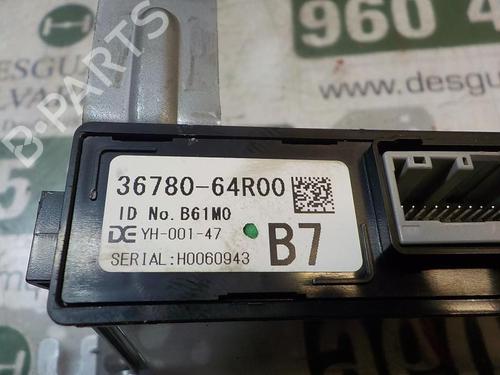 DESGU
960 4
www.desgu
B-PARTS
36780-64R00
ID No. B61M0
DE YH-001-47
SERIAL:H0060943
B7